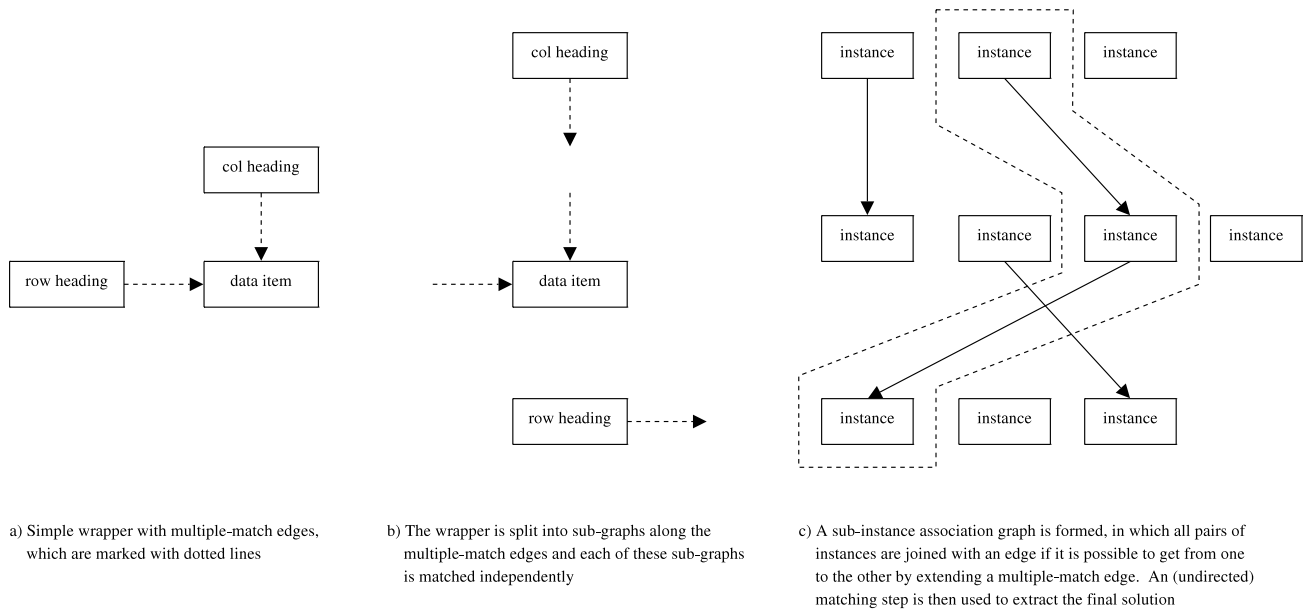 col heading
row heading
data item
a) Simple wrapper with multiple-match edges,
which are marked with dotted lines
col heading
data item
row heading
b) The wrapper is split into sub-graphs along the
multiple-match edges and each of these sub-graphs
is matched independently
instance instance instance
instance instance instance instance
instance instance instance
c) A sub-instance association graph is formed, in which all pairs of
instances are joined with an edge if it is possible to get from one
to the other by extending a multiple-match edge. An (undirected)
matching step is then used to extract the final solution